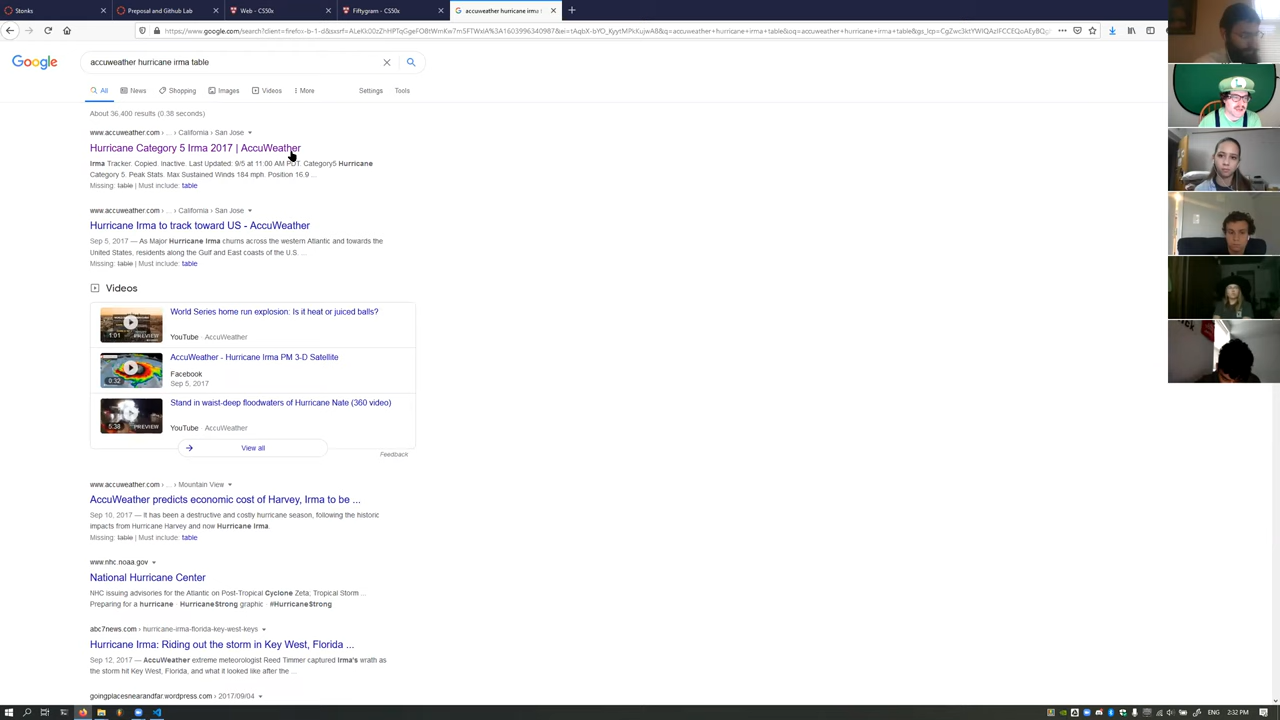 Stonks
Preposal and Github Lab
Web - CS50x
Fiftygram - CS50x
accuweather hurricane irma
Google
accuweather hurricane irma table
All
News
Shopping
Images
Videos
More
Settings
Tools
About 36,400 results (0.38 seconds)
www.accuweather.com › ... › California › San Jose
Hurricane Category 5 Irma 2017 | AccuWeather
Irma Tracker. Copied. Inactive. Last Updated: 9/5 at 11:00 AM PDT. Category5 Hurricane
Category 5. Peak Stats. Max Sustained Winds 184 mph. Position 16.9 ...
Missing: table | Must include: table
www.accuweather.com › ... › California › San Jose
Hurricane Irma to track toward US - AccuWeather
Sep 5, 2017 — As Major Hurricane Irma churns across the western Atlantic and towards the
United States, residents along the Gulf and East coasts of the U.S. ...
Missing: table | Must include: table
Videos
World Series home run explosion: Is it heat or juiced balls?
1:01
PREVIEW
YouTube · AccuWeather
AccuWeather - Hurricane Irma PM 3-D Satellite
0:32
Facebook
Sep 5, 2017
Stand in waist-deep floodwaters of Hurricane Nate (360 video)
5:38
PREVIEW
YouTube · AccuWeather
View all
Feedback
www.accuweather.com › ... › Mountain View
AccuWeather predicts economic cost of Harvey, Irma to be ...
Sep 10, 2017 — It has been a destructive and costly hurricane season, following the historic
impacts from Hurricane Harvey and now Hurricane Irma.
Missing: table | Must include: table
www.nhc.noaa.gov
National Hurricane Center
NHC issuing advisories for the Atlantic on Post-Tropical Cyclone Zeta; Tropical Storm ...
Preparing for a hurricane · HurricaneStrong graphic · #HurricaneStrong
abc7news.com › hurricane-irma-florida-key-west-keys
Hurricane Irma: Riding out the storm in Key West, Florida ...
Sep 12, 2017 — AccuWeather extreme meteorologist Reed Timmer captured Irma's wrath as
the storm hit Key West, Florida, and what it looked like after the ...
goingplacesnearandfar.wordpress.com › 2017/09/04
ENG
2:32 PM